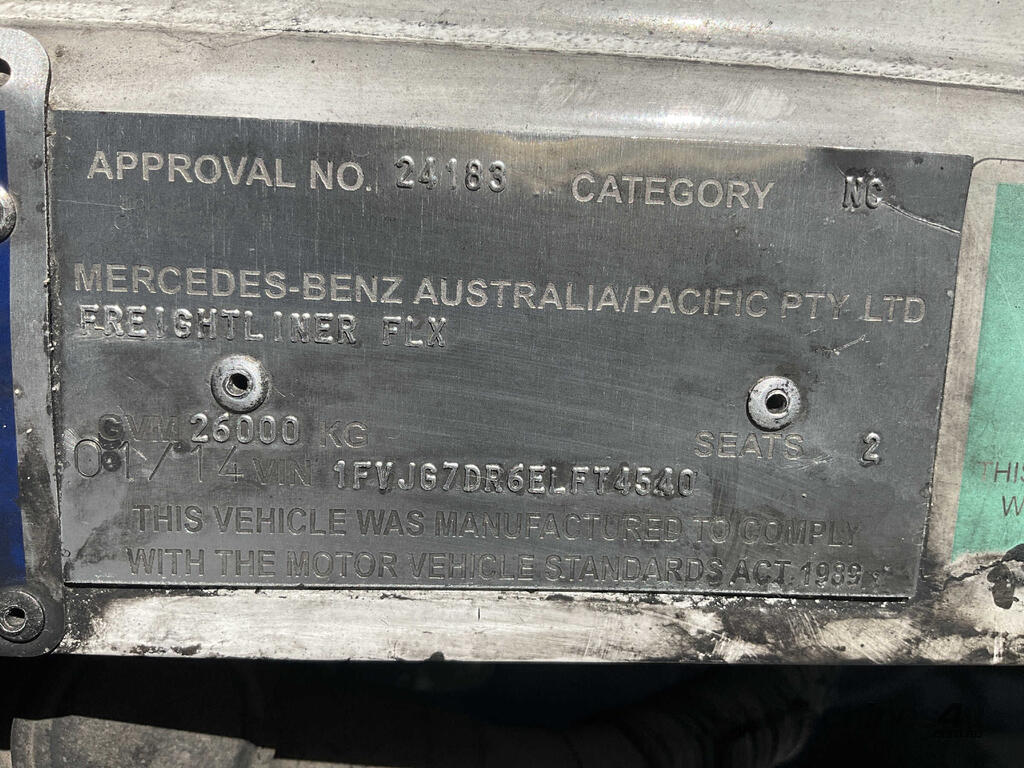 APPROVAL NO. 24183 CATEGORY NC
MERCEDES-BENZ AUSTRALIA/PACIFIC PTY LTD
FREIGHTLINER FLX
GVM 26000 KG SEATS 2
01/14 VIN 1FVJG7DR6ELFT4540
THIS VEHICLE WAS MANUFACTURED TO COMPLY
WITH THE MOTOR VEHICLE STANDARDS ACT 1989
THIS
W